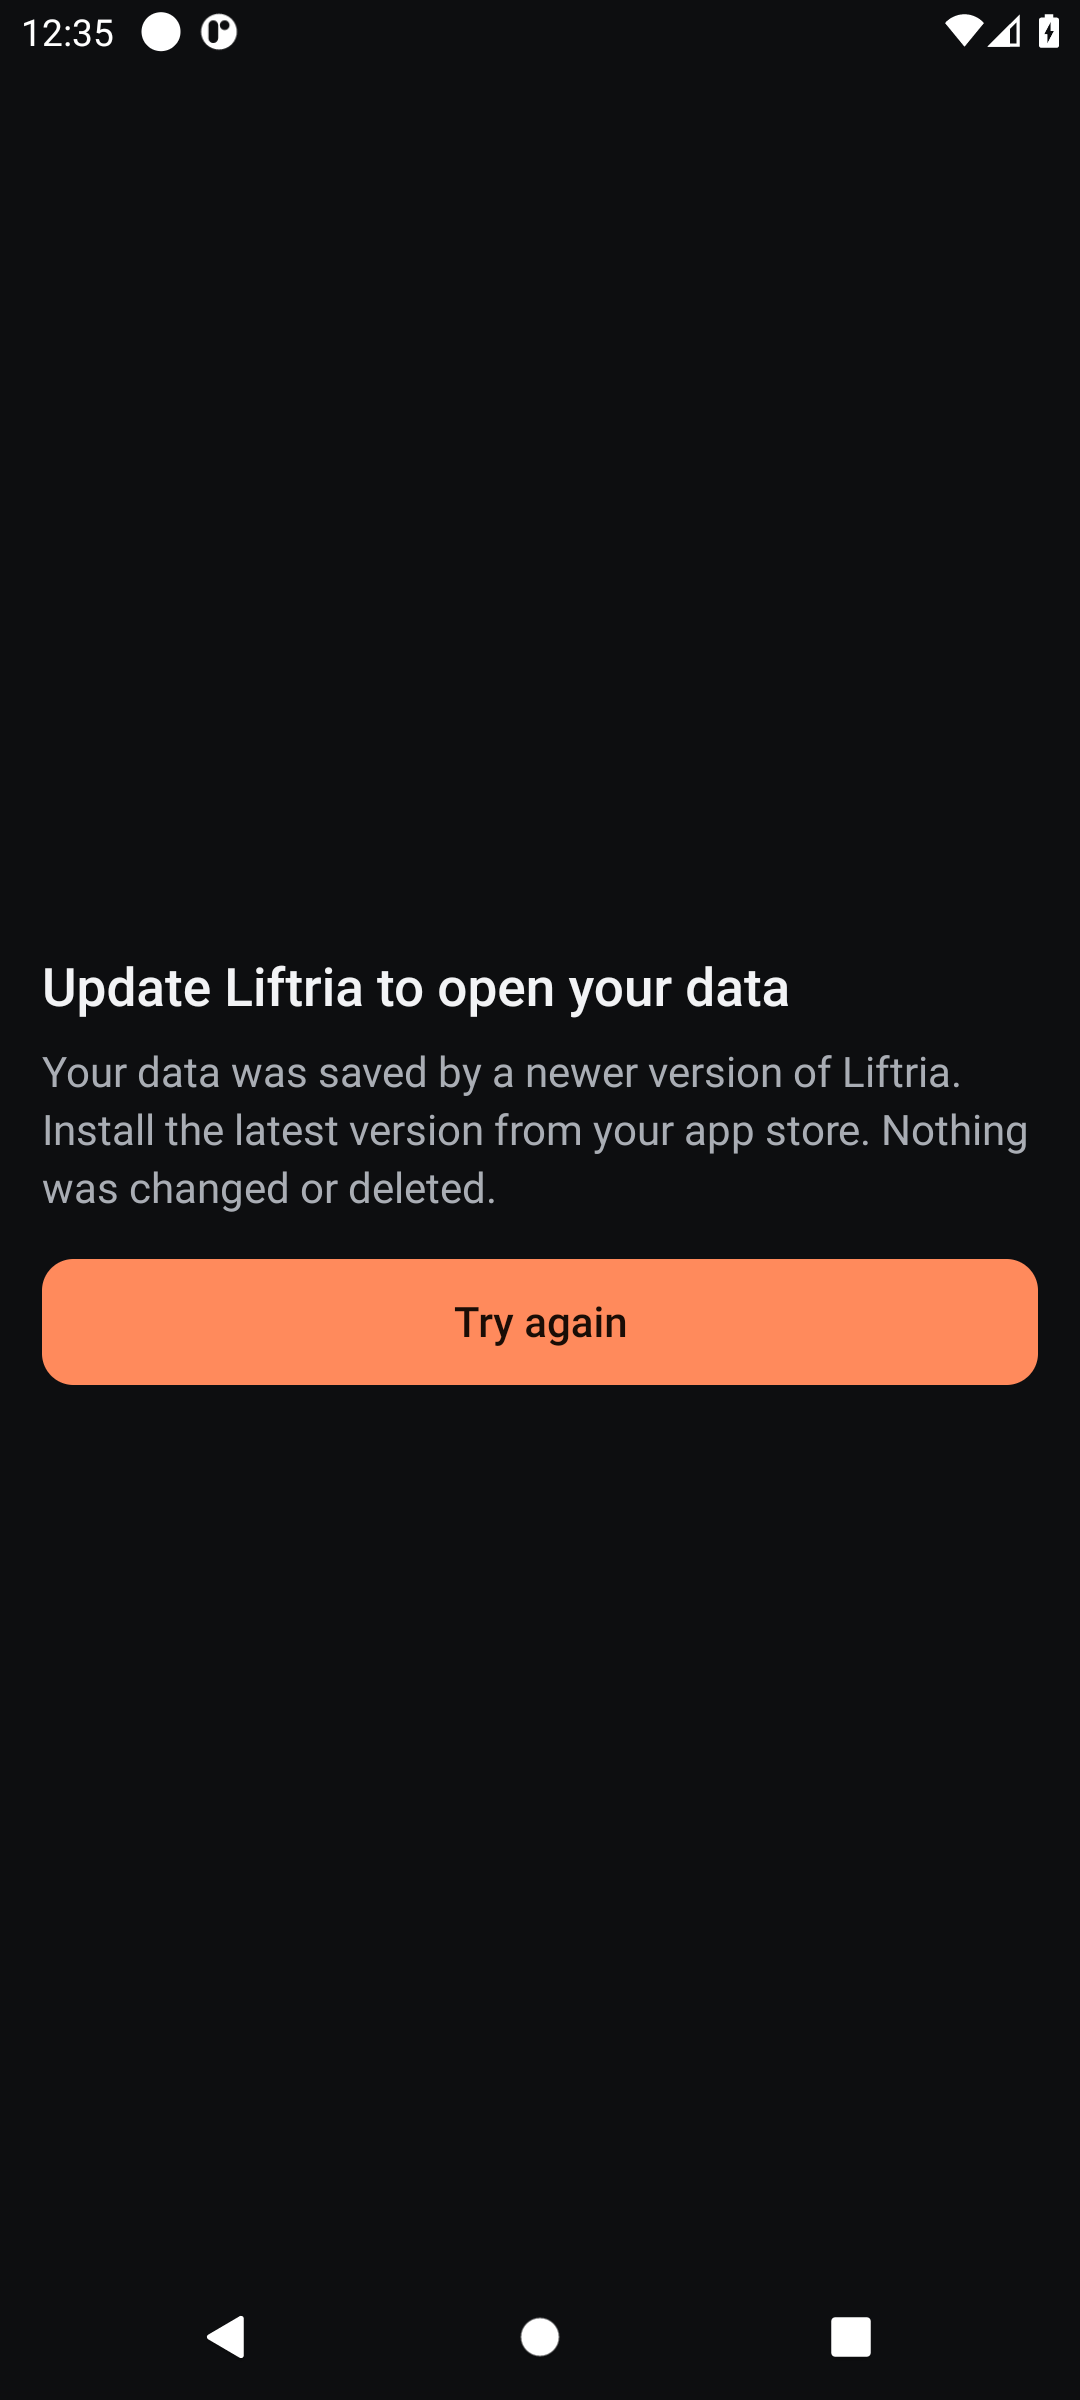 12:35
Update Liftria to open your data
Your data was saved by a newer version of Liftria.
Install the latest version from your app store. Nothing
was changed or deleted.
Try again